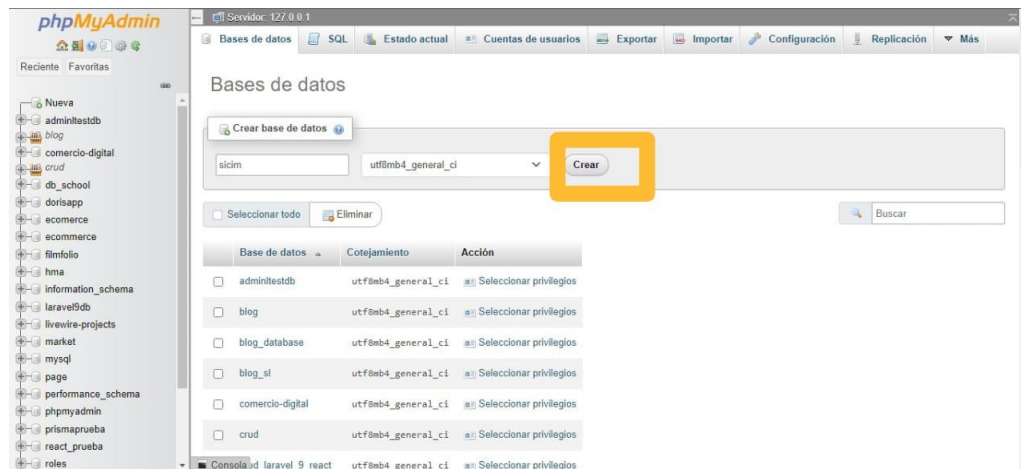 phpMyAdmin
Reciente Favoritas
Nueva
adminltestdb
blog
comercio-digital
crud
db_school
dorisapp
ecomerce
ecommerce
filmfolio
hma
information_schema
laravel9db
livewire-projects
market
mysql
page
performance_schema
phpmyadmin
prismaprueba
react_prueba
roles
Servidor: 127.0.0.1
Bases de datos SQL Estado actual Cuentas de usuarios Exportar Importar Configuración Replicación Más
Bases de datos
Crear base de datos
sicim utf8mb4_general_ci Crear
Seleccionar todo Eliminar Buscar
Base de datos Cotejamiento Acción
adminltestdb utf8mb4_general_ci Seleccionar privilegios
blog utf8mb4_general_ci Seleccionar privilegios
blog_database utf8mb4_general_ci Seleccionar privilegios
blog_sl utf8mb4_general_ci Seleccionar privilegios
comercio-digital utf8mb4_general_ci Seleccionar privilegios
crud utf8mb4_general_ci Seleccionar privilegios
Consola ud_laravel_9_react utf8mb4_general_ci Seleccionar privilegios